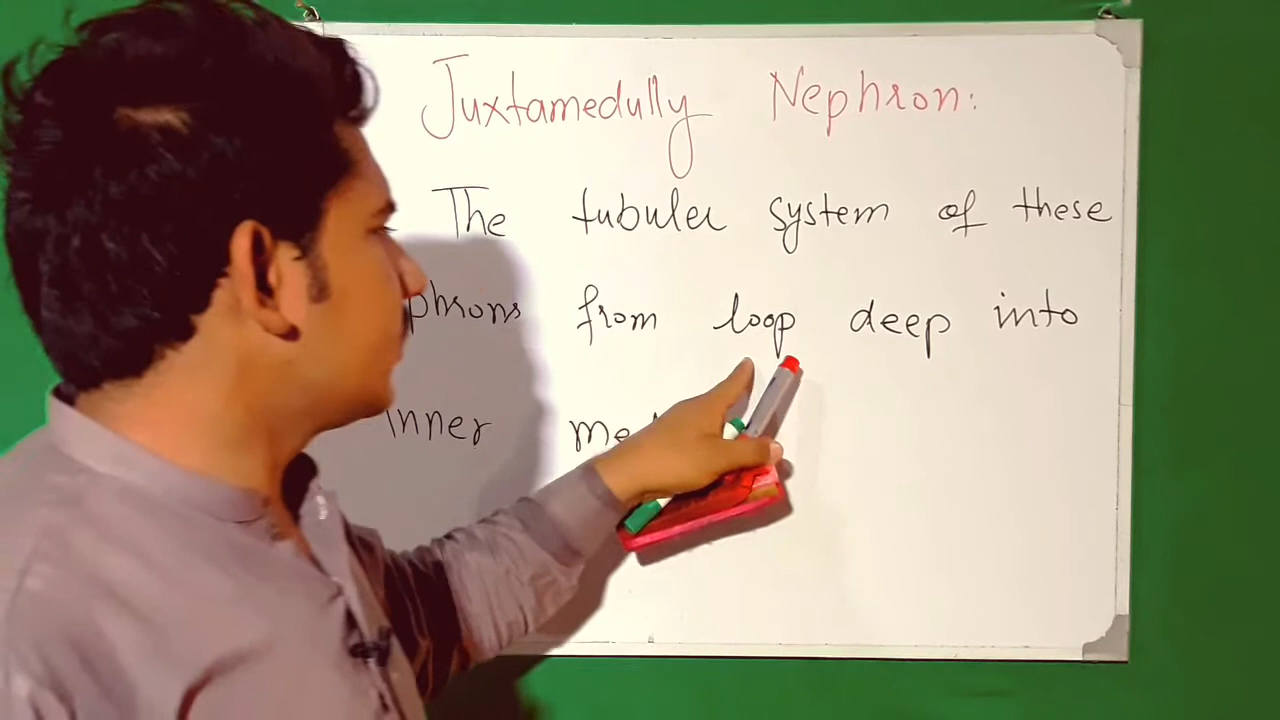 Juxtamedully Nephron:
The tubuler system of these
phrons from loop deep into
inner me